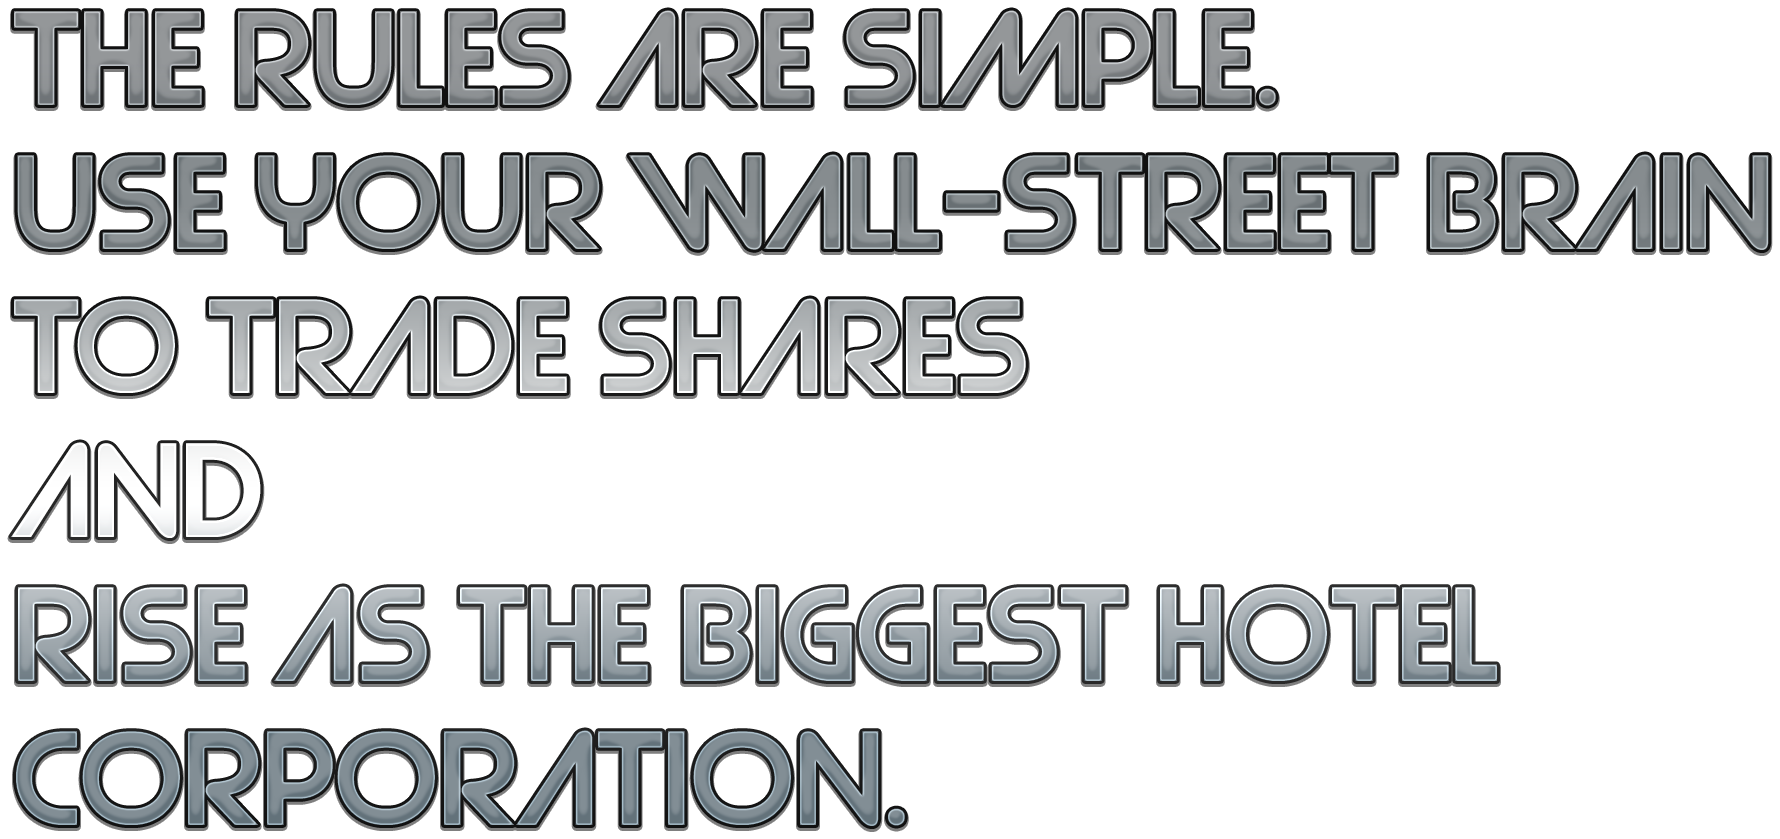 THE RULES ARE SIMPLE.
USE YOUR WALL-STREET BRAIN
TO TRADE SHARES
AND
RISE AS THE BIGGEST HOTEL
CORPORATION.